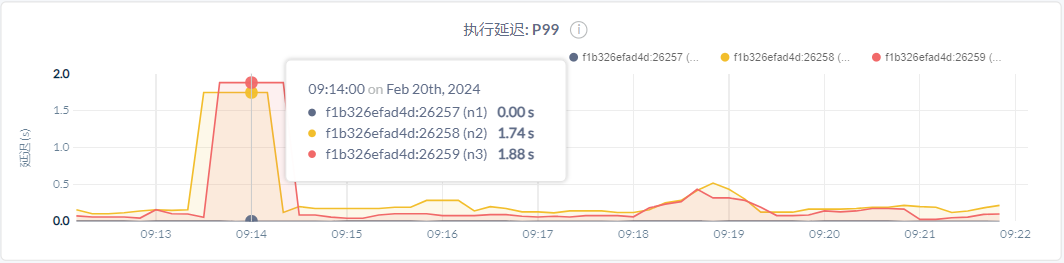 执行延迟: P99 i
f1b326efad4d:26257 (... f1b326efad4d:26258 (... f1b326efad4d:26259 (...
2.0
1.5
1.0
0.5
0.0
延迟 (s)
09:14:00 on Feb 20th, 2024
f1b326efad4d:26257 (n1) 0.00 s
f1b326efad4d:26258 (n2) 1.74 s
f1b326efad4d:26259 (n3) 1.88 s
09:13 09:14 09:15 09:16 09:17 09:18 09:19 09:20 09:21 09:22